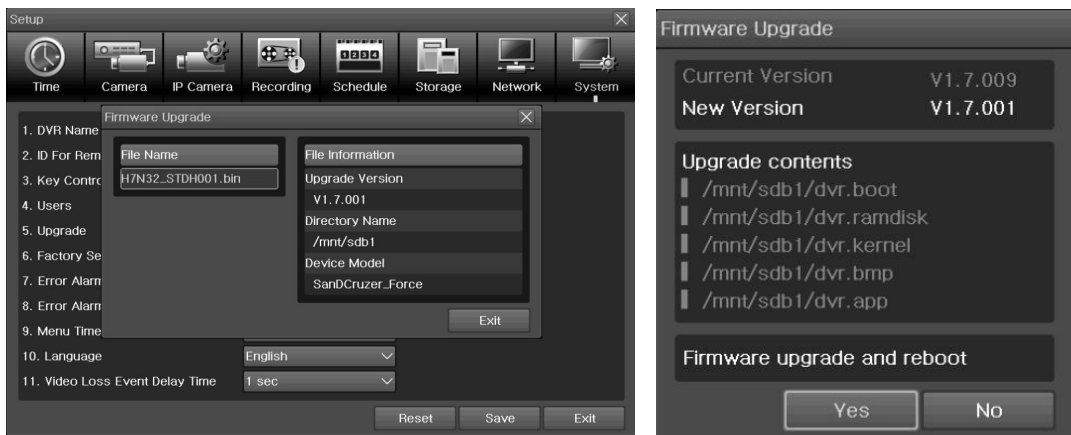 Setup
Time Camera IP Camera Recording Schedule Storage Network System
Firmware Upgrade
1. DVR Name
2. ID For Rem
3. Key Contro
4. Users
5. Upgrade
6. Factory Se
7. Error Alarm
8. Error Alarm
9. Menu Time
10. Language English
11. Video Loss Event Delay Time 1 sec
File Name
H7N32_STDH001.bin
File Information
Upgrade Version
V1.7.001
Directory Name
/mnt/sdb1
Device Model
SanDCruzer_Force
Exit
Reset Save Exit
Firmware Upgrade
Current Version V1.7.009
New Version V1.7.001
Upgrade contents
/mnt/sdb1/dvr.boot
/mnt/sdb1/dvr.ramdisk
/mnt/sdb1/dvr.kernel
/mnt/sdb1/dvr.bmp
/mnt/sdb1/dvr.app
Firmware upgrade and reboot
Yes No